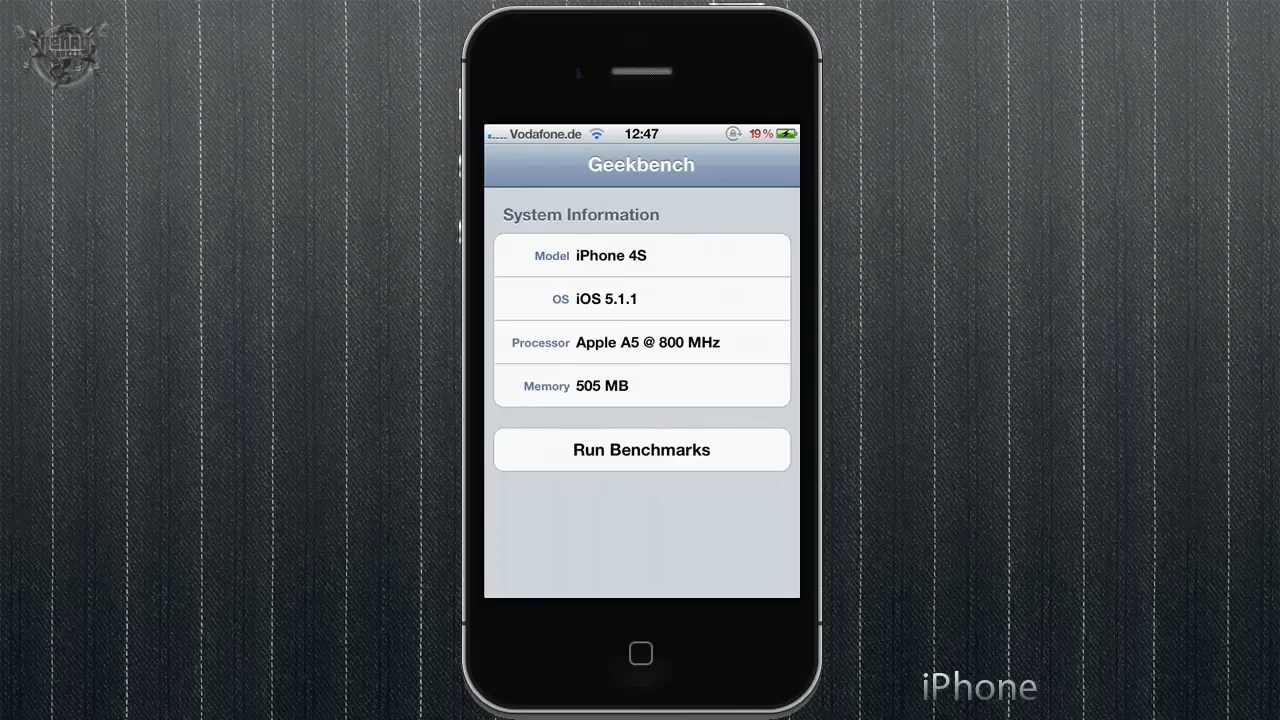 Vodafone.de 12:47 19%
Geekbench
System Information
Model iPhone 4S
OS iOS 5.1.1
Processor Apple A5 @ 800 MHz
Memory 505 MB
Run Benchmarks
iPhone